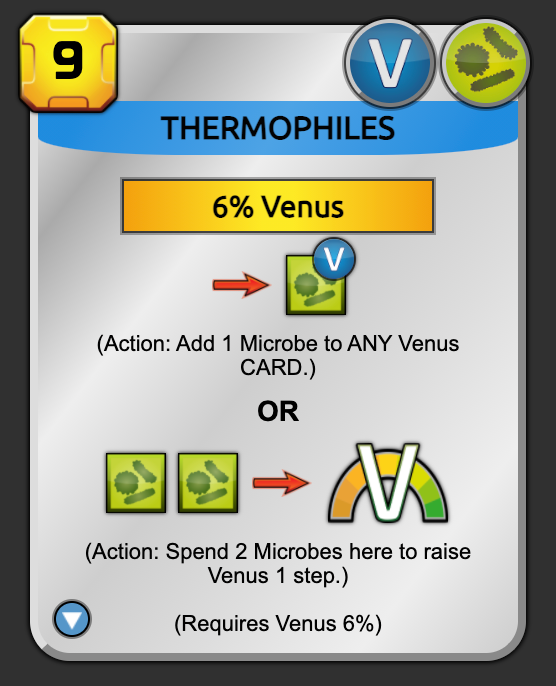 9
V
THERMOPHILES
6% Venus
V
(Action: Add 1 Microbe to ANY Venus
CARD.)
OR
V
(Action: Spend 2 Microbes here to raise
Venus 1 step.)
(Requires Venus 6%)